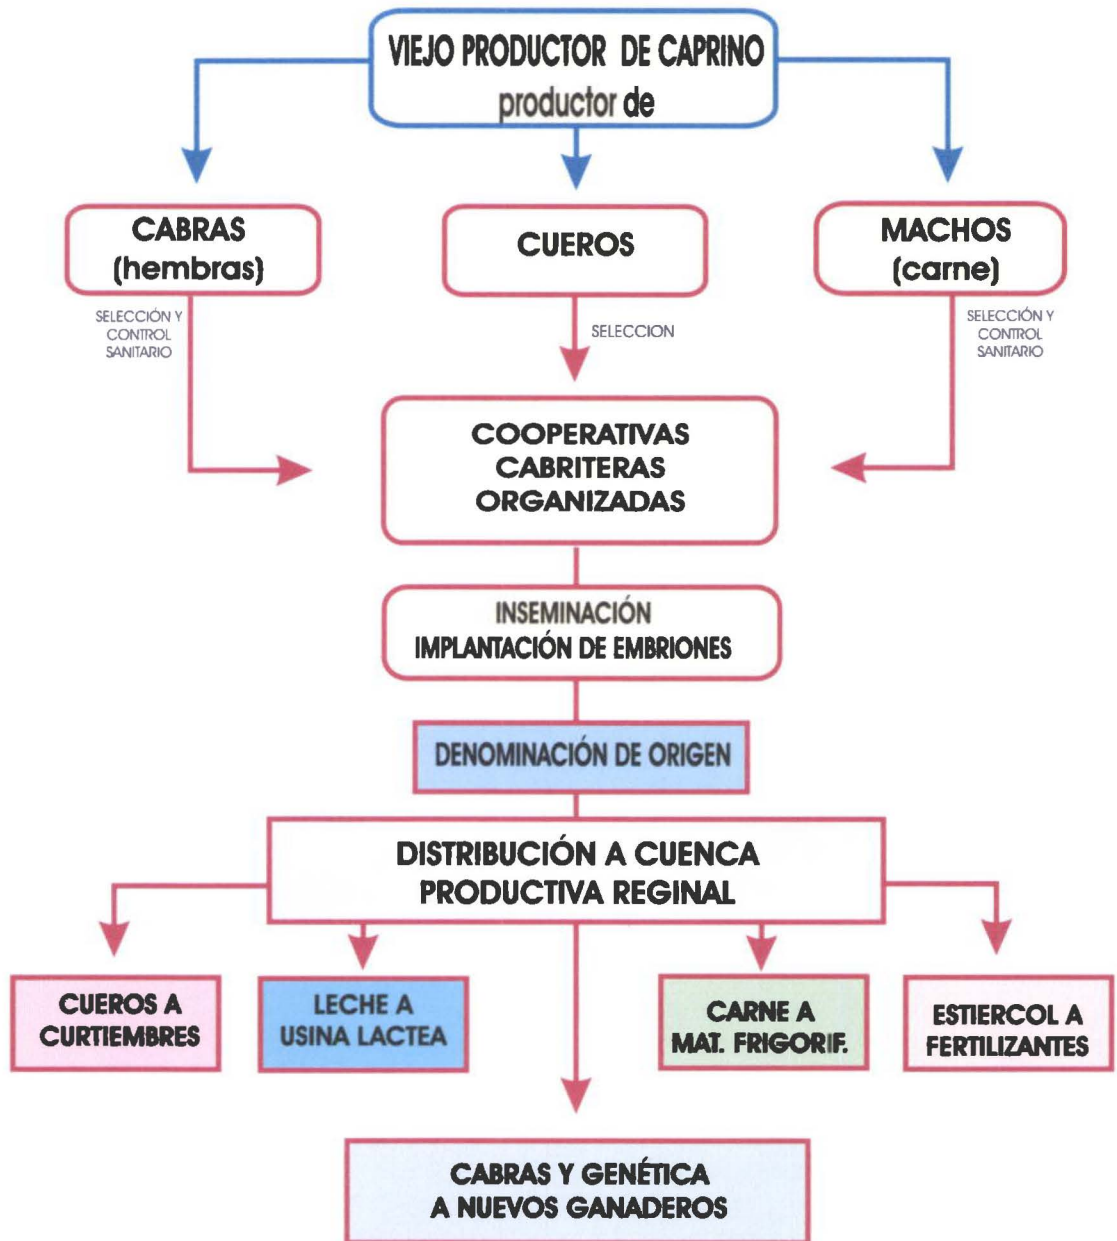 VIEJO PRODUCTOR DE CAPRINO
productor de
CABRAS
(hembras)
CUEROS
MACHOS
(carne)
SELECCIÓN Y
CONTROL
SANITARIO
SELECCION
SELECCIÓN Y
CONTROL
SANITARIO
COOPERATIVAS
CABRITERAS
ORGANIZADAS
INSEMINACIÓN
IMPLANTACIÓN DE EMBRIONES
DENOMINACIÓN DE ORIGEN
DISTRIBUCIÓN A CUENCA
PRODUCTIVA REGINAL
CUEROS A
CURTIEMBRES
LECHE A
USINA LACTEA
CARNE A
MAT. FRIGORIF.
ESTIERCOL A
FERTILIZANTES
CABRAS Y GENÉTICA
A NUEVOS GANADEROS